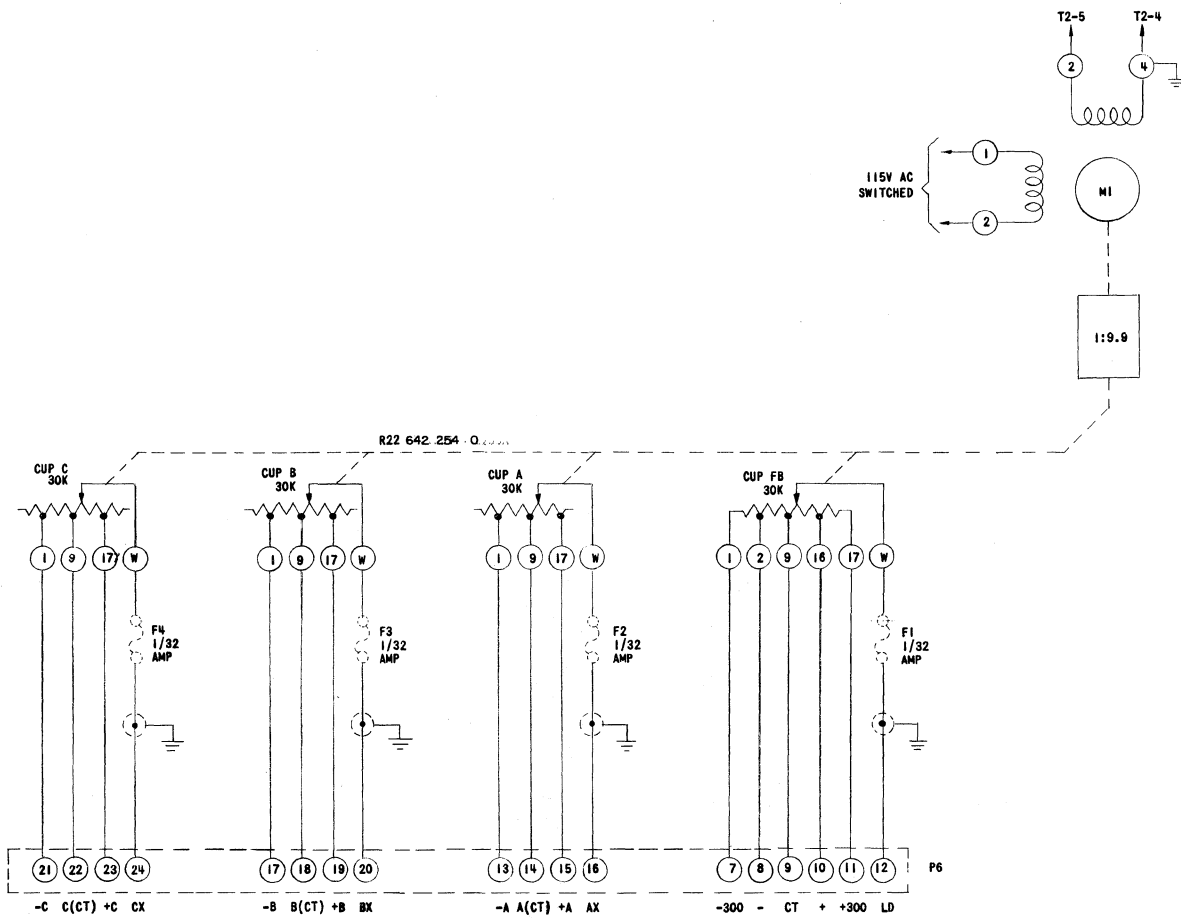 T2-5 T2-4
2 4
115V AC
SWITCHED
1
2
M1
1:9.9
R22 642 254 0
CUP C
30K
CUP B
30K
CUP A
30K
CUP FB
30K
1 9 17 W
1 9 17 W
1 9 17 W
1 2 9 16 17 W
F4
1/32
AMP
F3
1/32
AMP
F2
1/32
AMP
F1
1/32
AMP
21 22 23 24 17 18 19 20 13 14 15 16 7 8 9 10 11 12 P6
-C C(CT) +C CX -B B(CT) +B BX -A A(CT) +A AX -300 - CT + +300 LD